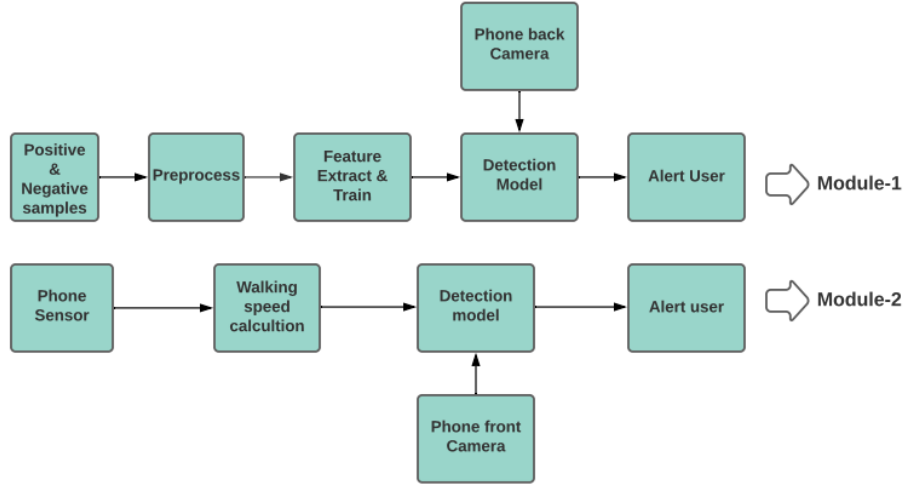 Phone back
Camera
Positive
&
Negative
samples
Preprocess
Feature
Extract &
Train
Detection
Model
Alert User
Module-1
Phone
Sensor
Walking
speed
calcultion
Detection
model
Alert user
Module-2
Phone front
Camera